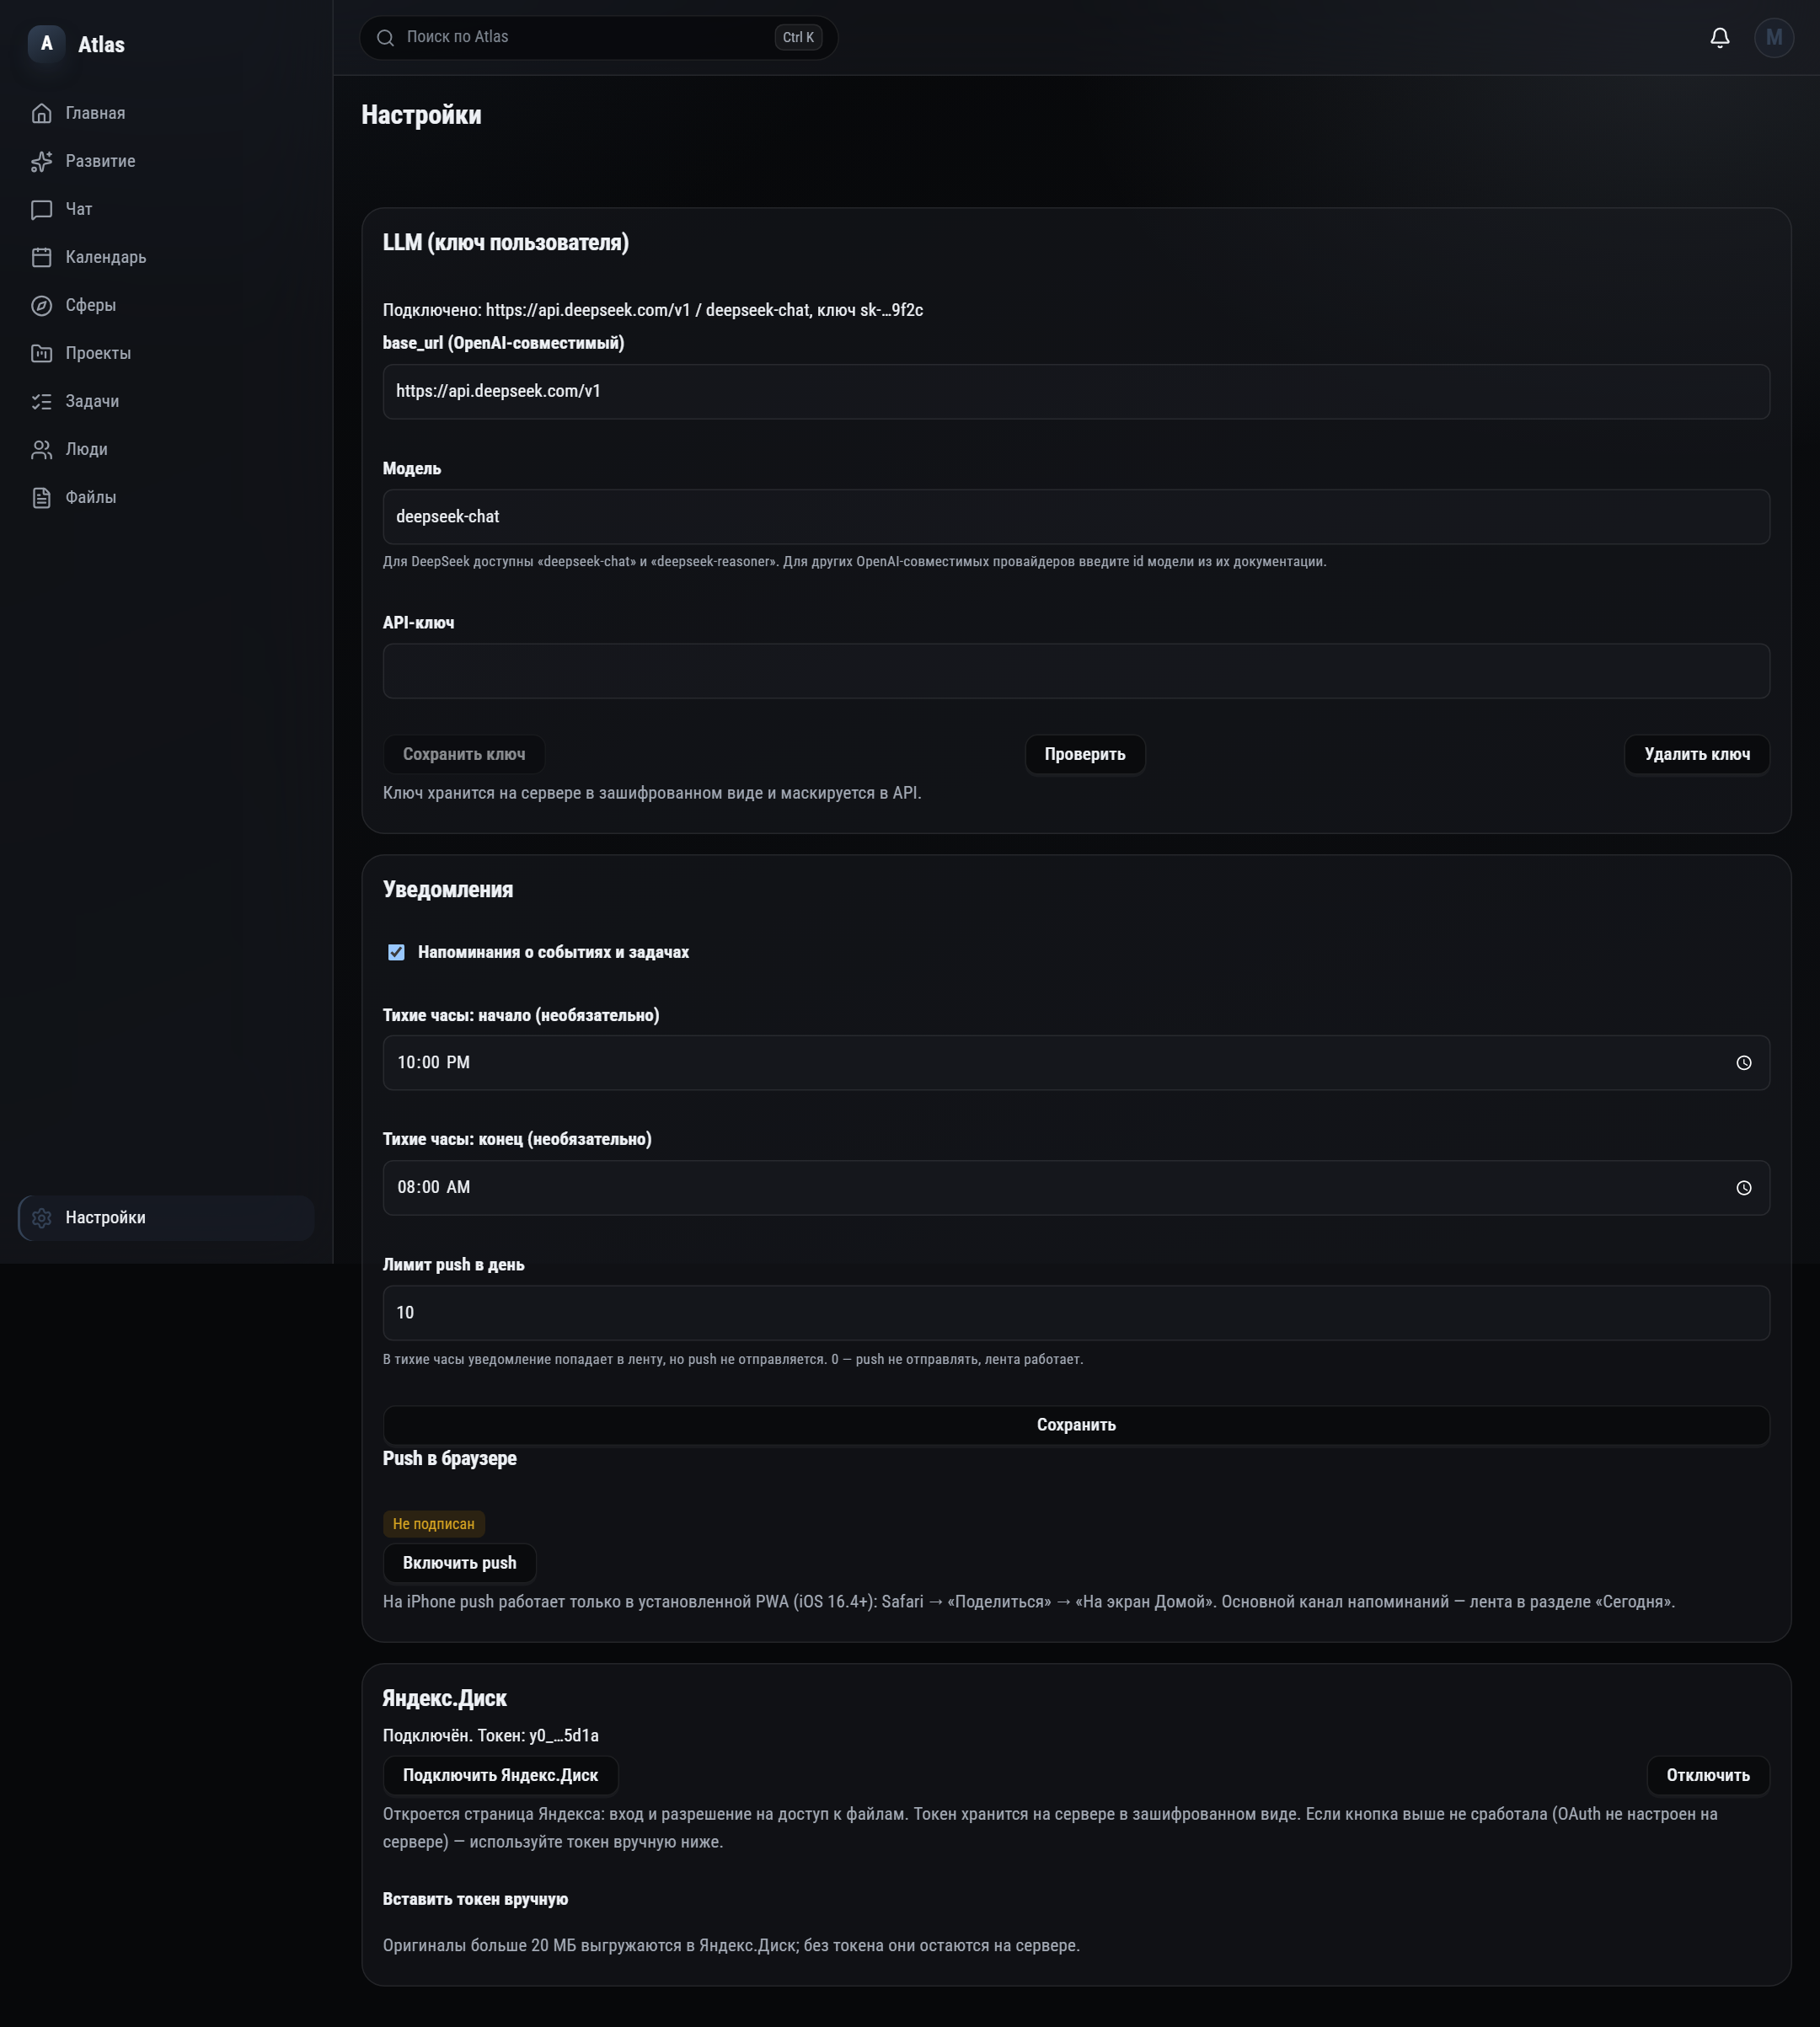 A Atlas
Поиск по Atlas
Ctrl K
M
Главная
Развитие
Чат
Календарь
Сферы
Проекты
Задачи
Люди
Файлы
Настройки
Настройки
LLM (ключ пользователя)
Подключено: https://api.deepseek.com/v1 / deepseek-chat, ключ sk-…9f2c
base_url (OpenAI-совместимый)
https://api.deepseek.com/v1
Модель
deepseek-chat
Для DeepSeek доступны «deepseek-chat» и «deepseek-reasoner». Для других OpenAI-совместимых провайдеров введите id модели из их документации.
API-ключ
Сохранить ключ
Проверить
Удалить ключ
Ключ хранится на сервере в зашифрованном виде и маскируется в API.
Уведомления
Напоминания о событиях и задачах
Тихие часы: начало (необязательно)
10:00 PM
Тихие часы: конец (необязательно)
08:00 AM
Лимит push в день
10
В тихие часы уведомление попадает в ленту, но push не отправляется. 0 — push не отправлять, лента работает.
Сохранить
Push в браузере
Не подписан
Включить push
На iPhone push работает только в установленной PWA (iOS 16.4+): Safari → «Поделиться» → «На экран Домой». Основной канал напоминаний — лента в разделе «Сегодня».
Яндекс.Диск
Подключён. Токен: y0_…5d1a
Подключить Яндекс.Диск
Отключить
Откроется страница Яндекса: вход и разрешение на доступ к файлам. Токен хранится на сервере в зашифрованном виде. Если кнопка выше не сработала (OAuth не настроен на
сервере) — используйте токен вручную ниже.
Вставить токен вручную
Оригиналы больше 20 МБ выгружаются в Яндекс.Диск; без токена они остаются на сервере.